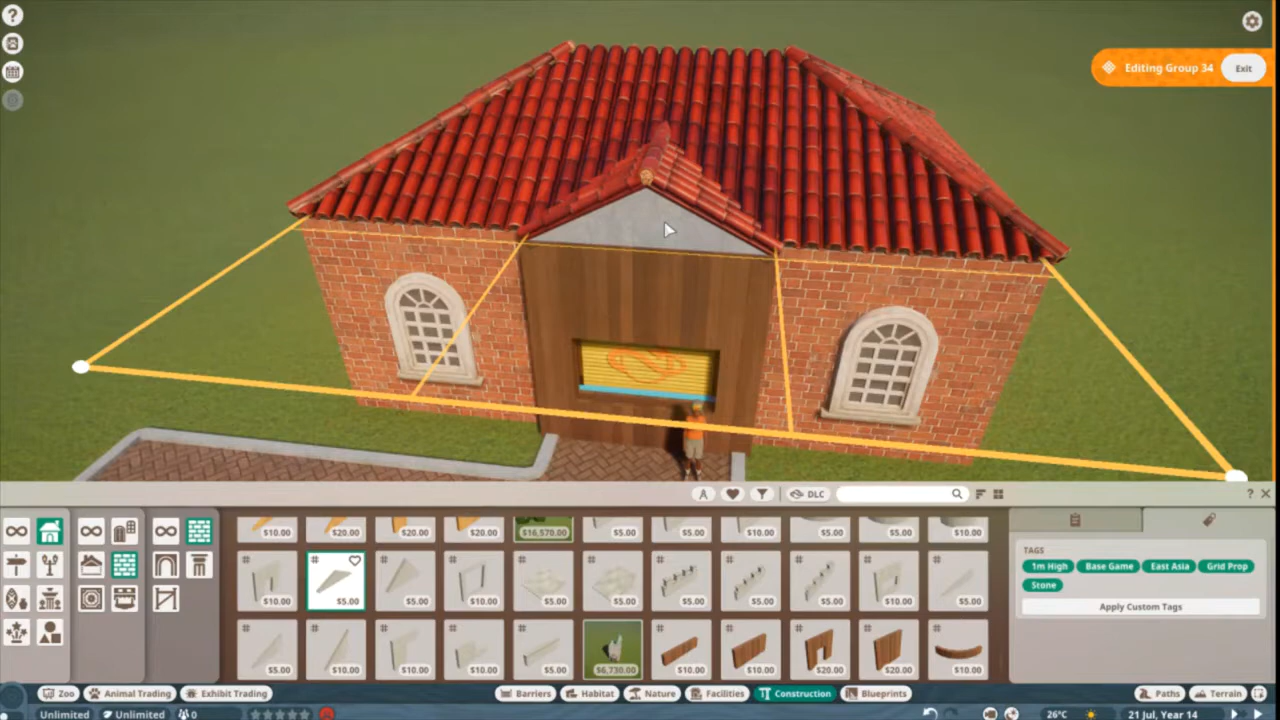 ?
Editing Group 34 Exit
A DLC ? ×
$10.00 $20.00 $20.00 $20.00 $16,570.00 $5.00 $5.00 $10.00 $5.00 $5.00 $10.00
# $10.00 # $5.00 # $5.00 # $10.00 # $5.00 # $5.00 # $5.00 # $5.00 # $5.00 # $10.00 # $5.00
# $5.00 # $10.00 # $10.00 # $10.00 # $5.00 $6,730.00 # $10.00 # $10.00 # $20.00 # $20.00 # $10.00
TAGS
1m High Base Game East Asia Grid Prop
Stone
Apply Custom Tags
Zoo Animal Trading Exhibit Trading Barriers Habitat Nature Facilities Construction Blueprints Paths Terrain
Unlimited Unlimited 0 26°C 21 Jul, Year 14